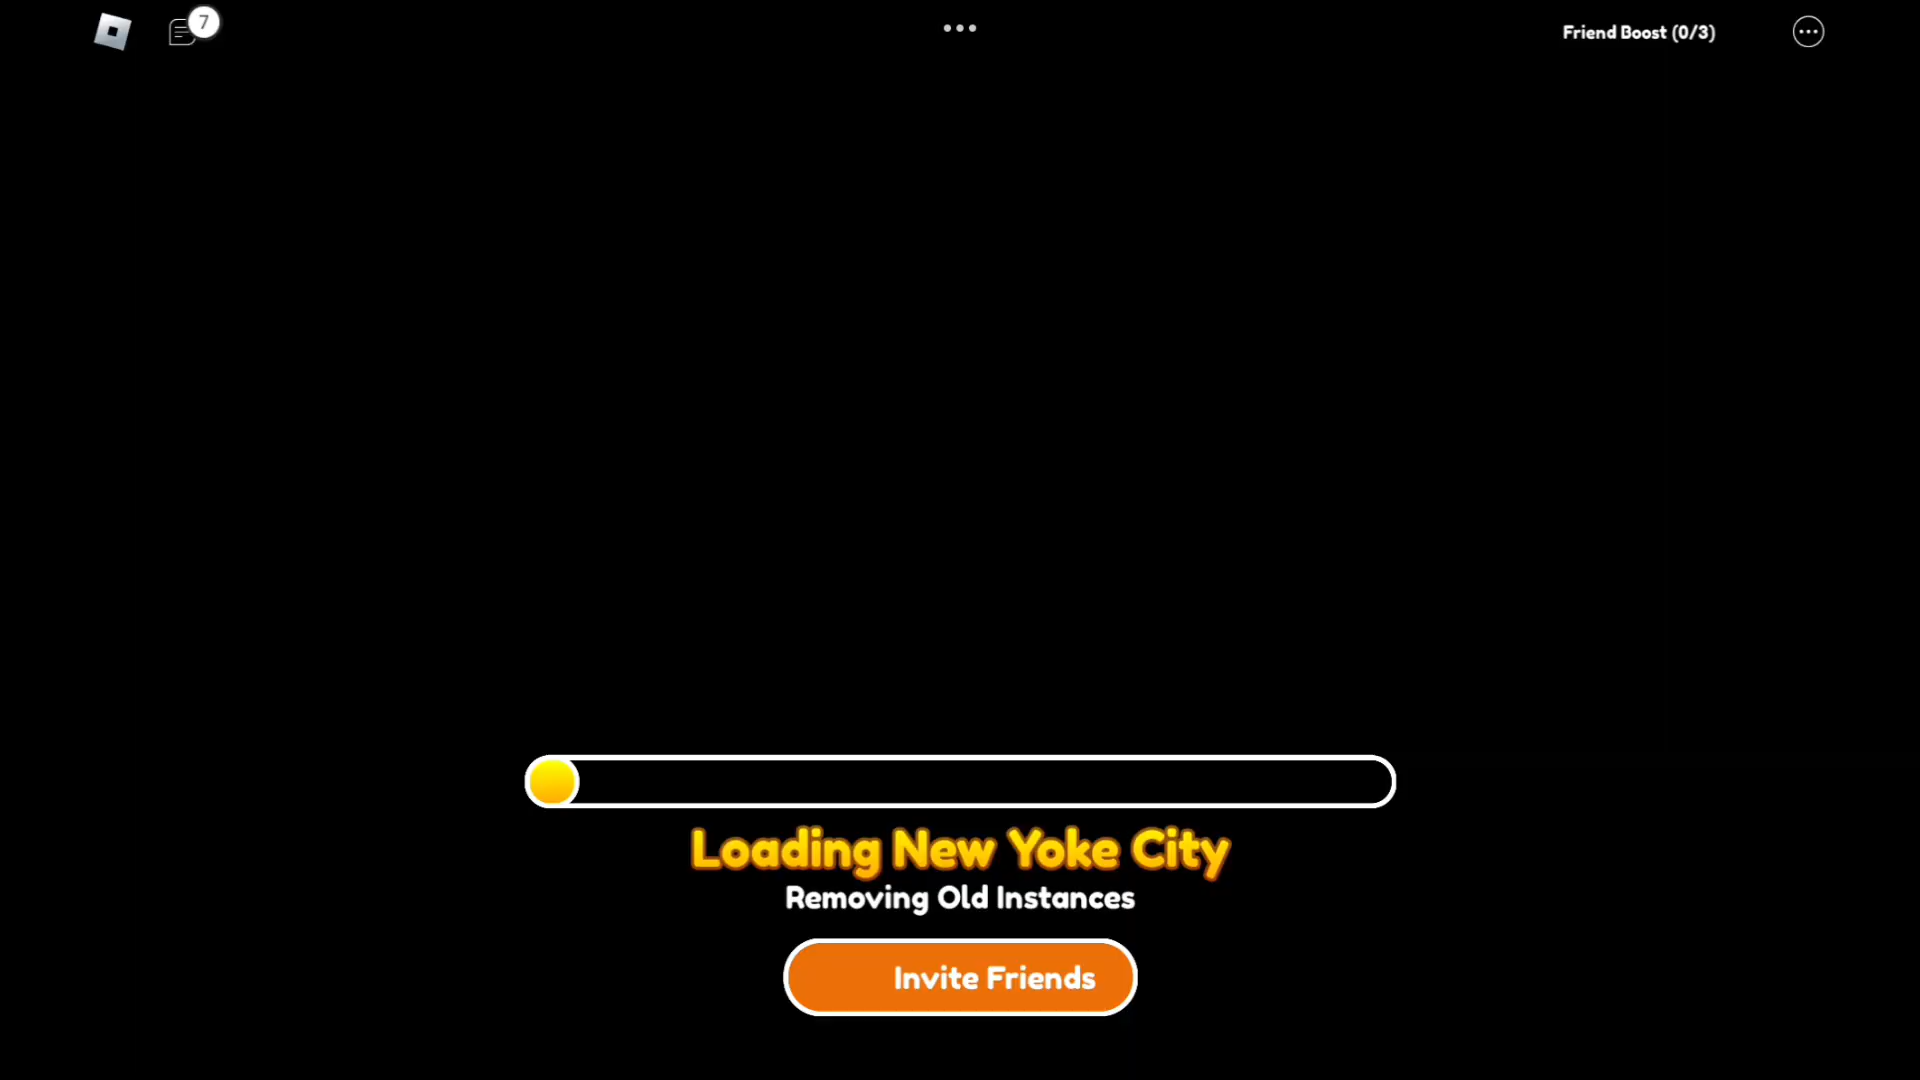 7
Friend Boost (0/3)
Loading New Yoke City
Removing Old Instances
Invite Friends